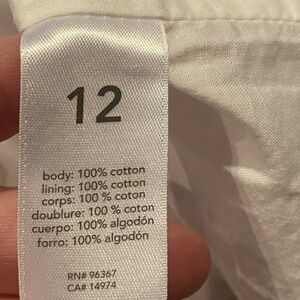 12
body: 100% cotton
lining: 100% cotton
corps: 100 % coton
doublure: 100 % coton
cuerpo: 100% algodón
forro: 100% algodón
RN# 96367
CA# 14974